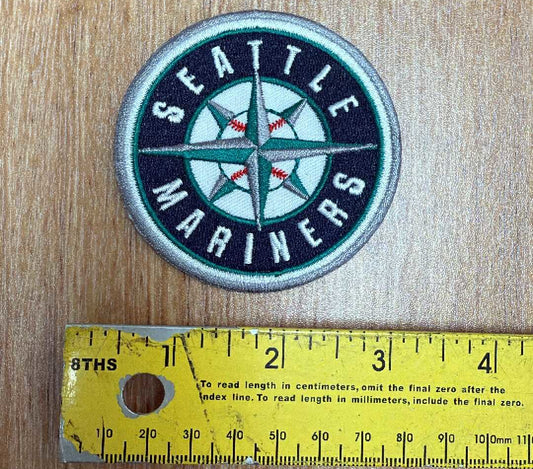 SEATTLE
MARINERS
8THS 1 2 3 4
To read length in centimeters, omit the final zero after the
index line. To read length in millimeters, include the final zero.
10 20 30 40 50 60 70 80 90 100